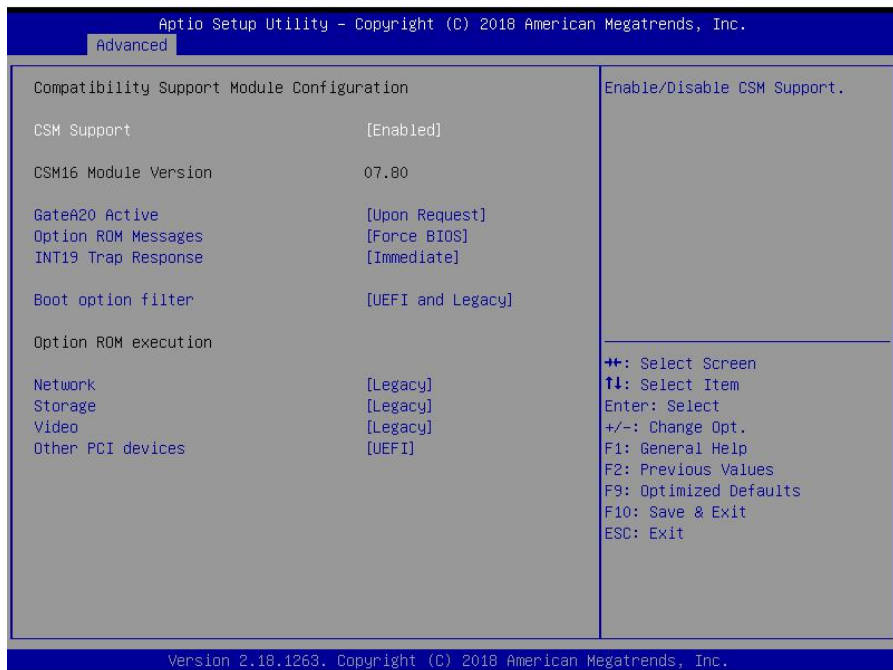 Aptio Setup Utility – Copyright (C) 2018 American Megatrends, Inc.
Advanced
Compatibility Support Module Configuration
CSM Support [Enabled]
CSM16 Module Version 07.80
GateA20 Active [Upon Request]
Option ROM Messages [Force BIOS]
INT19 Trap Response [Immediate]
Boot option filter [UEFI and Legacy]
Option ROM execution
Network [Legacy]
Storage [Legacy]
Video [Legacy]
Other PCI devices [UEFI]
Enable/Disable CSM Support.
→←: Select Screen
↑↓: Select Item
Enter: Select
+/-: Change Opt.
F1: General Help
F2: Previous Values
F9: Optimized Defaults
F10: Save & Exit
ESC: Exit
Version 2.18.1263. Copyright (C) 2018 American Megatrends, Inc.